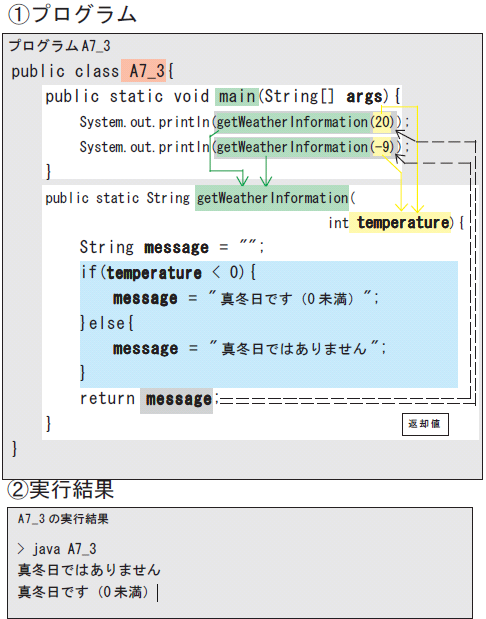 ①プログラム
プログラムA7_3
public class A7_3{
public static void main(String[] args){
System.out.println(getWeatherInformation(20));
System.out.println(getWeatherInformation(-9));
}
public static String getWeatherInformation(
int temperature){
String message = "";
if(temperature < 0){
message = "真冬日です（0未満）";
}else{
message = "真冬日ではありません";
}
return message;
}
返却値
}
②実行結果
A7_3の実行結果
> java A7_3
真冬日ではありません
真冬日です（0未満）